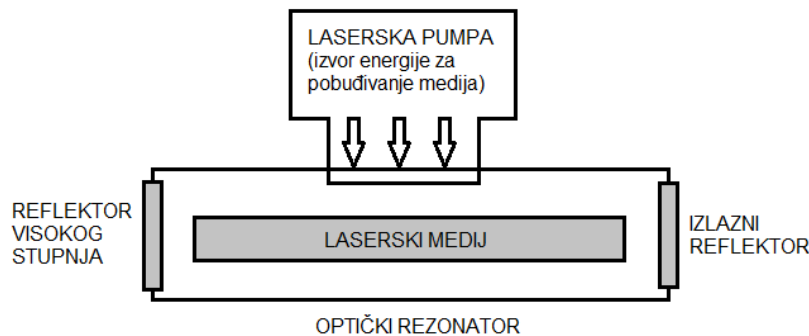 LASERSKA PUMPA
(izvor energije za
pobuđivanje medija)
REFLEKTOR
VISOKOG
STUPNJA
LASERSKI MEDIJ
IZLAZNI
REFLEKTOR
OPTIČKI REZONATOR